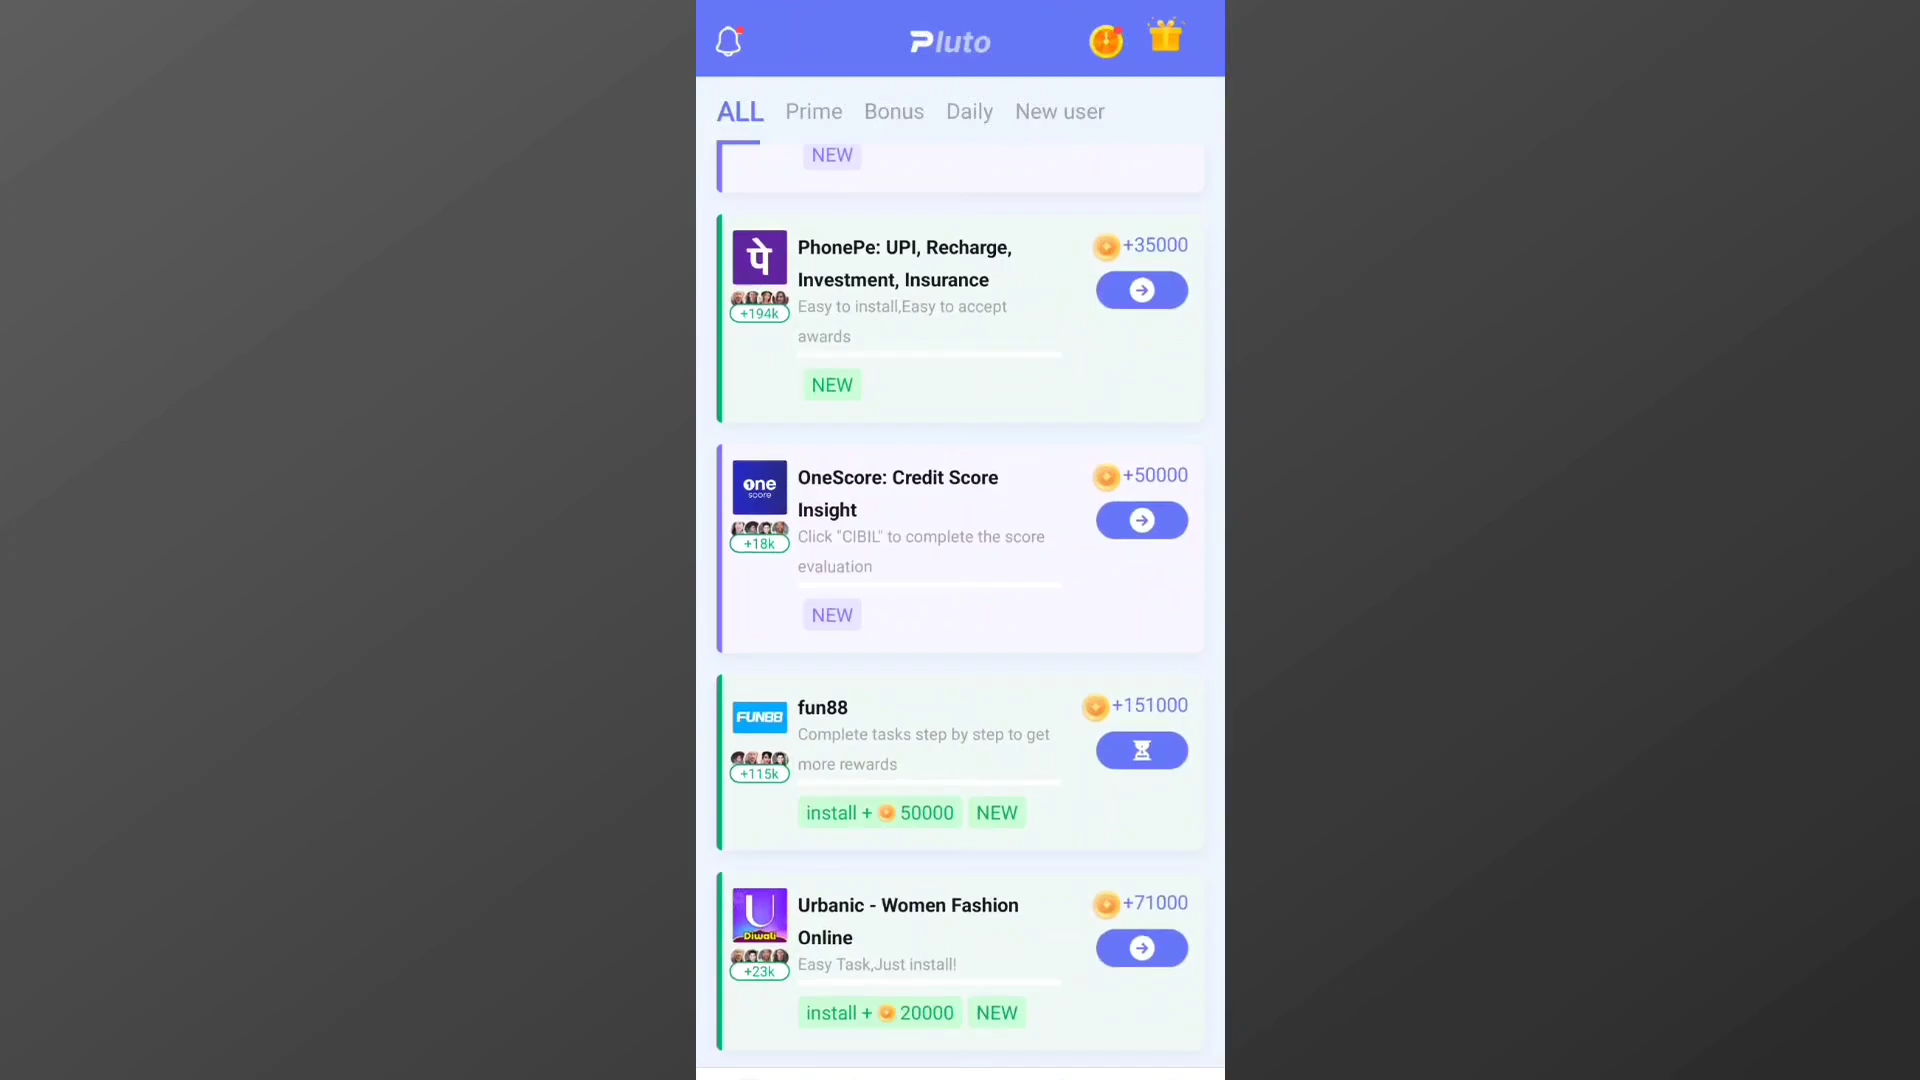 Pluto
ALL Prime Bonus Daily New user
NEW
पे
PhonePe: UPI, Recharge,
Investment, Insurance
+35000
+194k
Easy to install,Easy to accept
awards
NEW
one
score
OneScore: Credit Score
Insight
+50000
+18k
Click "CIBIL" to complete the score
evaluation
NEW
FUN88
fun88
+151000
Complete tasks step by step to get
more rewards
+115k
install + 50000 NEW
U
Diwali
Urbanic - Women Fashion
Online
+71000
+23k
Easy Task,Just install!
install + 20000 NEW